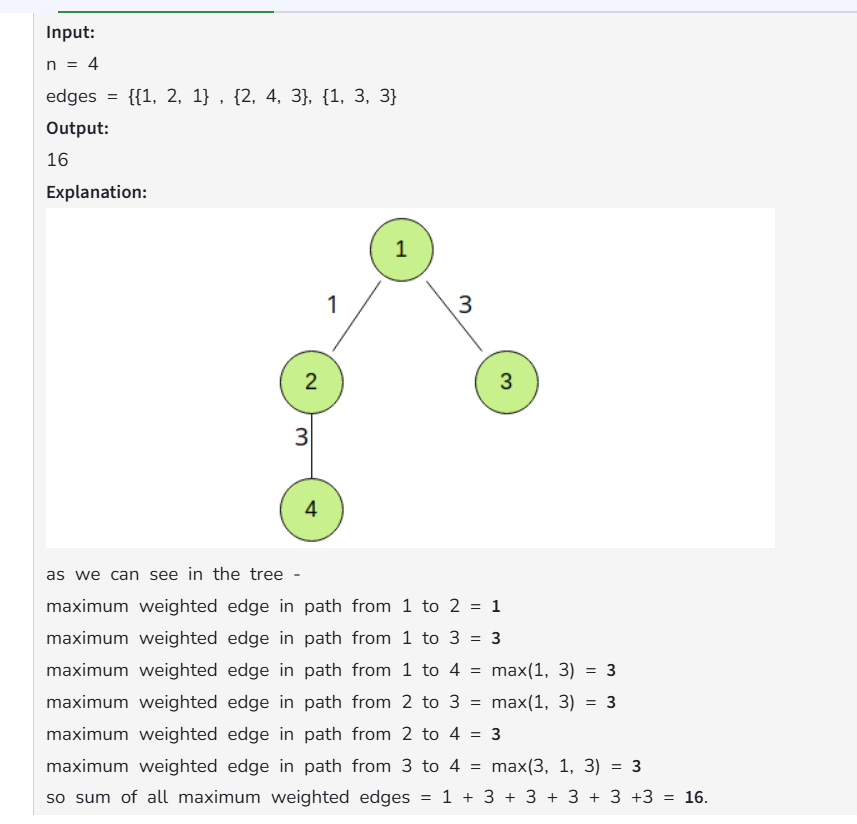 Input:
n = 4
edges = {{1, 2, 1} , {2, 4, 3}, {1, 3, 3}
Output:
16
Explanation:
1
1 3
2 3
3
4
as we can see in the tree -
maximum weighted edge in path from 1 to 2 = 1
maximum weighted edge in path from 1 to 3 = 3
maximum weighted edge in path from 1 to 4 = max(1, 3) = 3
maximum weighted edge in path from 2 to 3 = max(1, 3) = 3
maximum weighted edge in path from 2 to 4 = 3
maximum weighted edge in path from 3 to 4 = max(3, 1, 3) = 3
so sum of all maximum weighted edges = 1 + 3 + 3 + 3 + 3 +3 = 16.